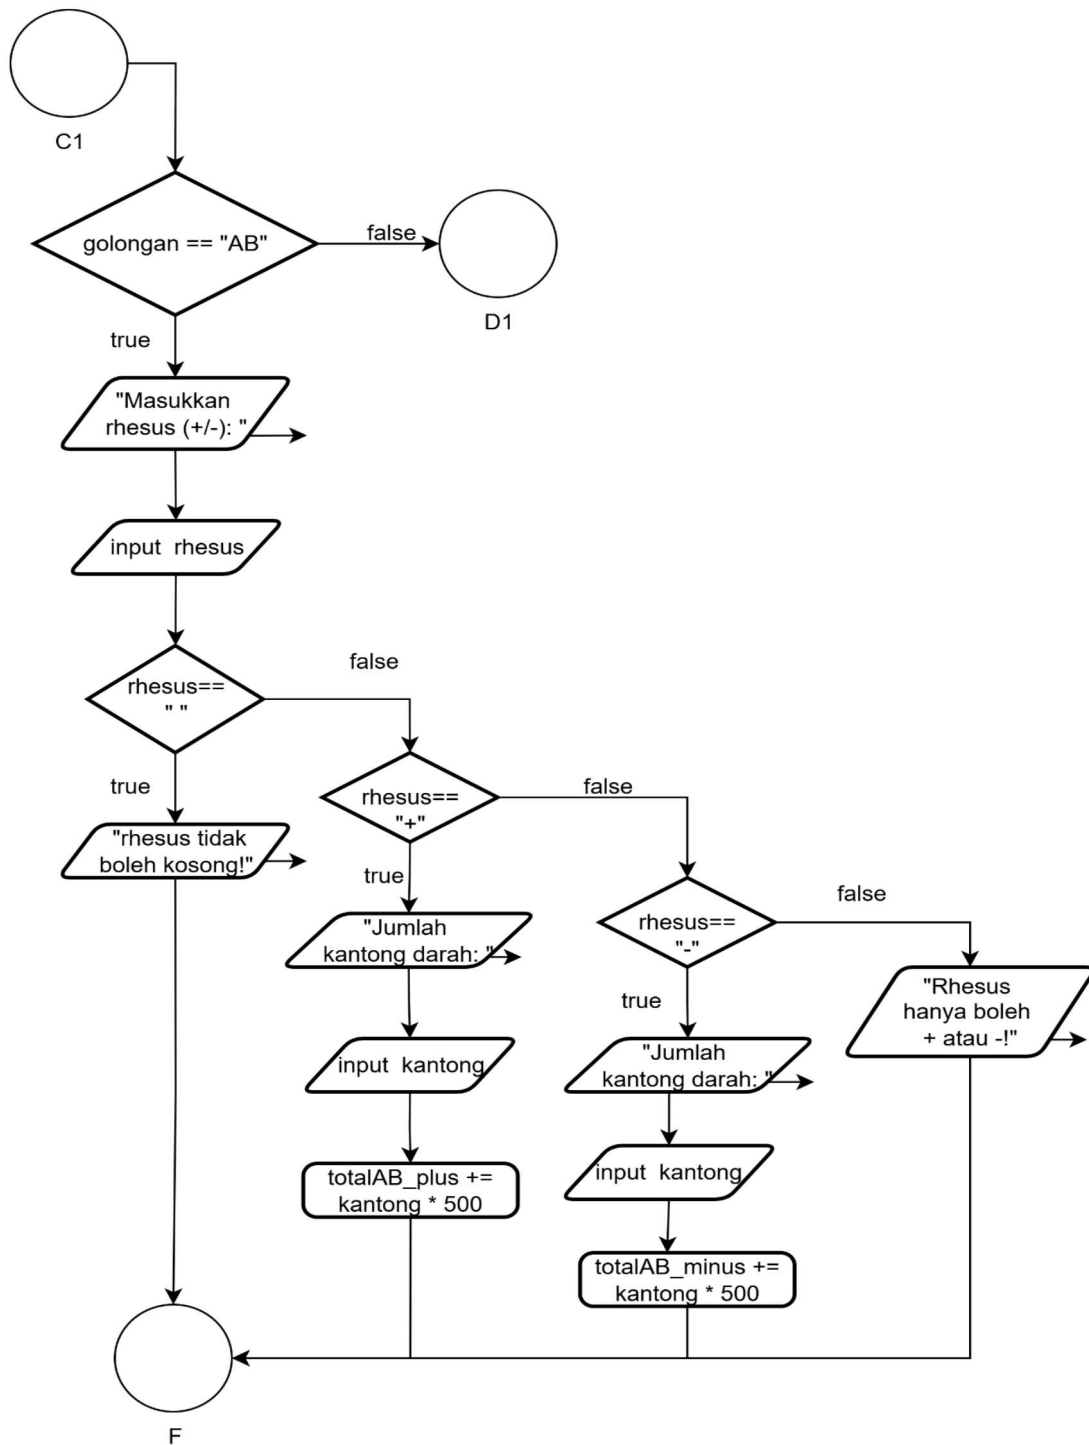 C1
golongan == "AB"
false
D1
true
"Masukkan
rhesus (+/-): "
input  rhesus
rhesus==
" "
false
true
"rhesus tidak
boleh kosong!"
rhesus==
"+"
false
true
"Jumlah
kantong darah: "
input  kantong
totalAB_plus +=
kantong * 500
rhesus==
"-"
false
true
"Jumlah
kantong darah: "
input  kantong
totalAB_minus +=
kantong * 500
"Rhesus
hanya boleh
+ atau -!"
F